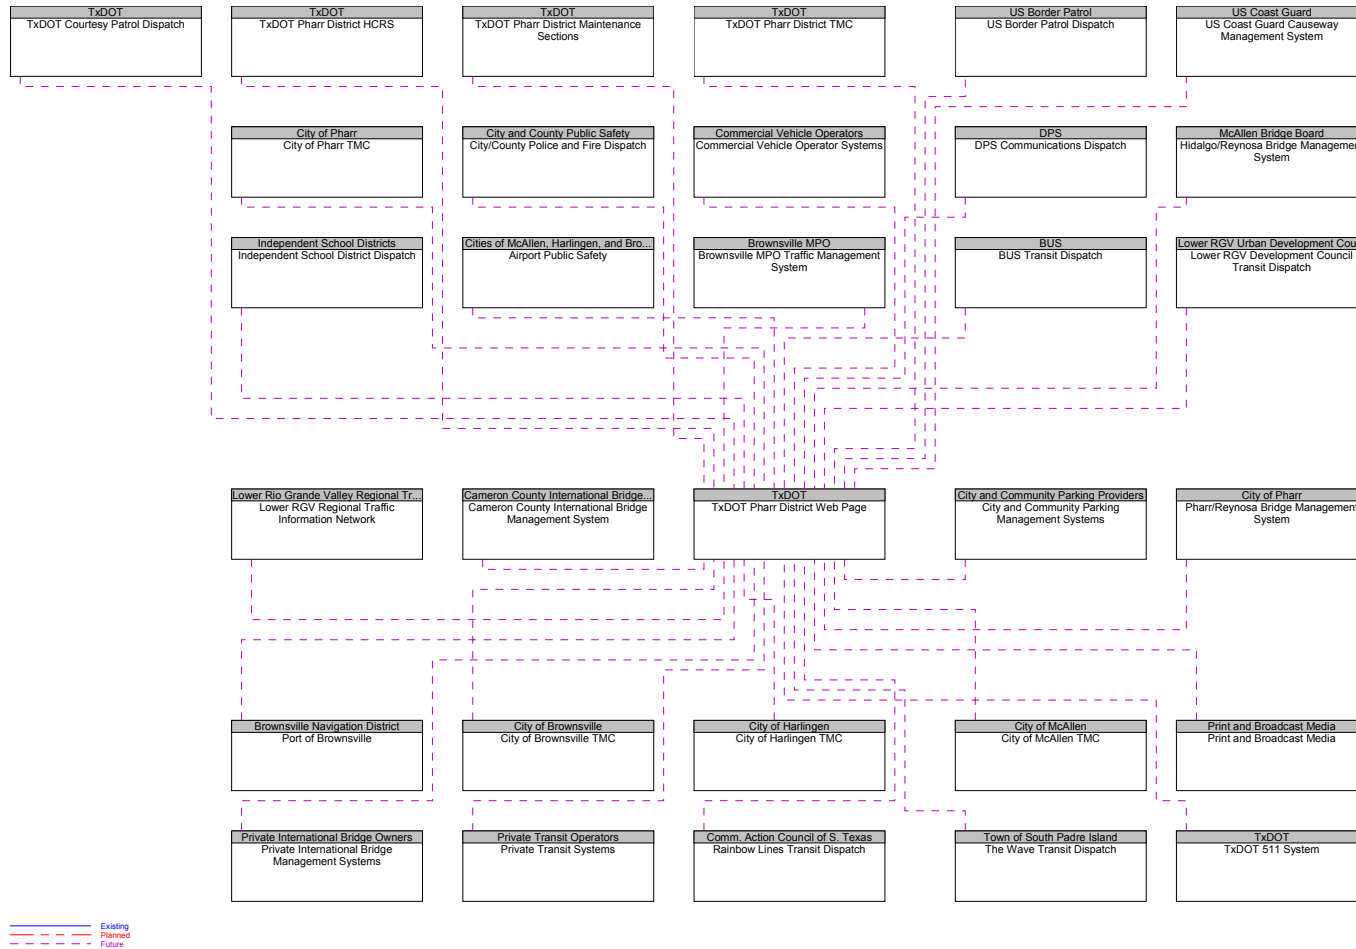 TxDOT
TxDOT Courtesy Patrol Dispatch
TxDOT
TxDOT Pharr District HCRS
TxDOT
TxDOT Pharr District Maintenance
Sections
TxDOT
TxDOT Pharr District TMC
US Border Patrol
US Border Patrol Dispatch
US Coast Guard
US Coast Guard Causeway
Management System
City of Pharr
City of Pharr TMC
City and County Public Safety
City/County Police and Fire Dispatch
Commercial Vehicle Operators
Commercial Vehicle Operator Systems
DPS
DPS Communications Dispatch
McAllen Bridge Board
Hidalgo/Reynosa Bridge Management
System
Independent School Districts
Independent School District Dispatch
Cities of McAllen, Harlingen, and Bro...
Airport Public Safety
Brownsville MPO
Brownsville MPO Traffic Management
System
BUS
BUS Transit Dispatch
Lower RGV Urban Development Cou
Lower RGV Development Council
Transit Dispatch
Lower Rio Grande Valley Regional Tr...
Lower RGV Regional Traffic
Information Network
Cameron County International Bridge...
Cameron County International Bridge
Management System
TxDOT
TxDOT Pharr District Web Page
City and Community Parking Providers
City and Community Parking
Management Systems
City of Pharr
Pharr/Reynosa Bridge Management
System
Brownsville Navigation District
Port of Brownsville
City of Brownsville
City of Brownsville TMC
City of Harlingen
City of Harlingen TMC
City of McAllen
City of McAllen TMC
Print and Broadcast Media
Print and Broadcast Media
Private International Bridge Owners
Private International Bridge
Management Systems
Private Transit Operators
Private Transit Systems
Comm. Action Council of S. Texas
Rainbow Lines Transit Dispatch
Town of South Padre Island
The Wave Transit Dispatch
TxDOT
TxDOT 511 System
Existing
Planned
Future